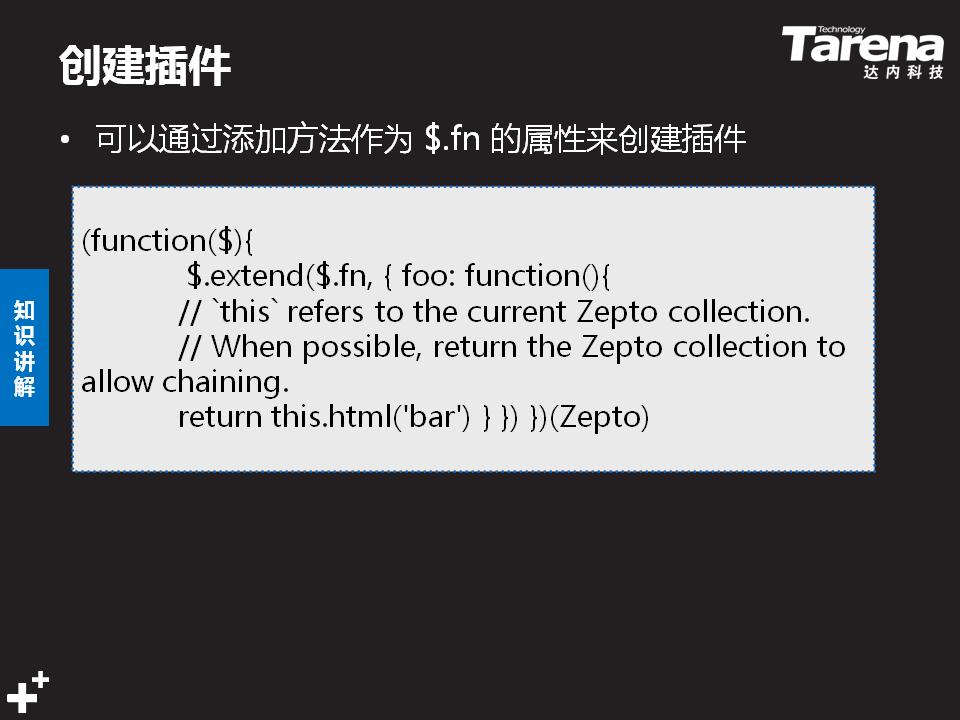 创建插件
Technology
Tarena
达内科技
• 可以通过添加方法作为 $.fn 的属性来创建插件
(function($){
$.extend($.fn, { foo: function(){
// `this` refers to the current Zepto collection.
// When possible, return the Zepto collection to
allow chaining.
return this.html('bar') } }) })(Zepto)
知
识
讲
解